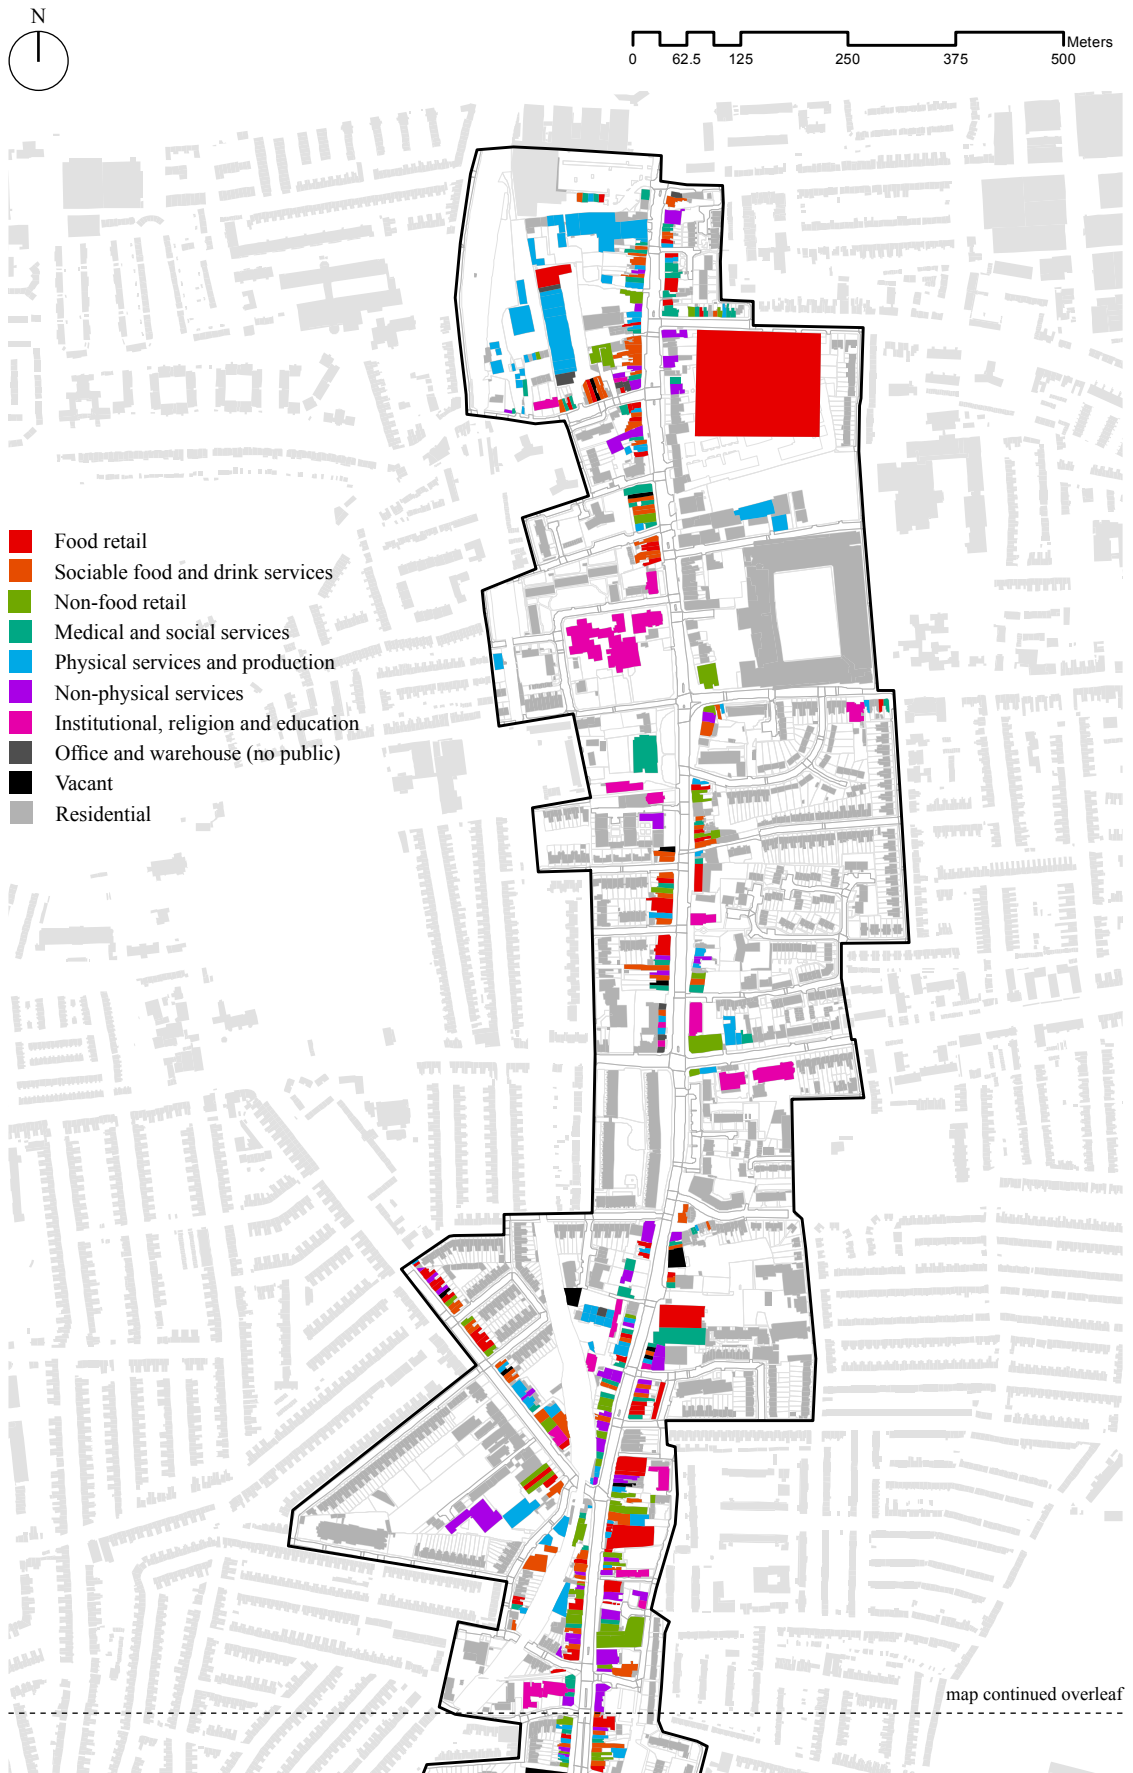 N
Meters
0 62.5 125 250 375 500
Food retail
Sociable food and drink services
Non-food retail
Medical and social services
Physical services and production
Non-physical services
Institutional, religion and education
Office and warehouse (no public)
Vacant
Residential
map continued overleaf